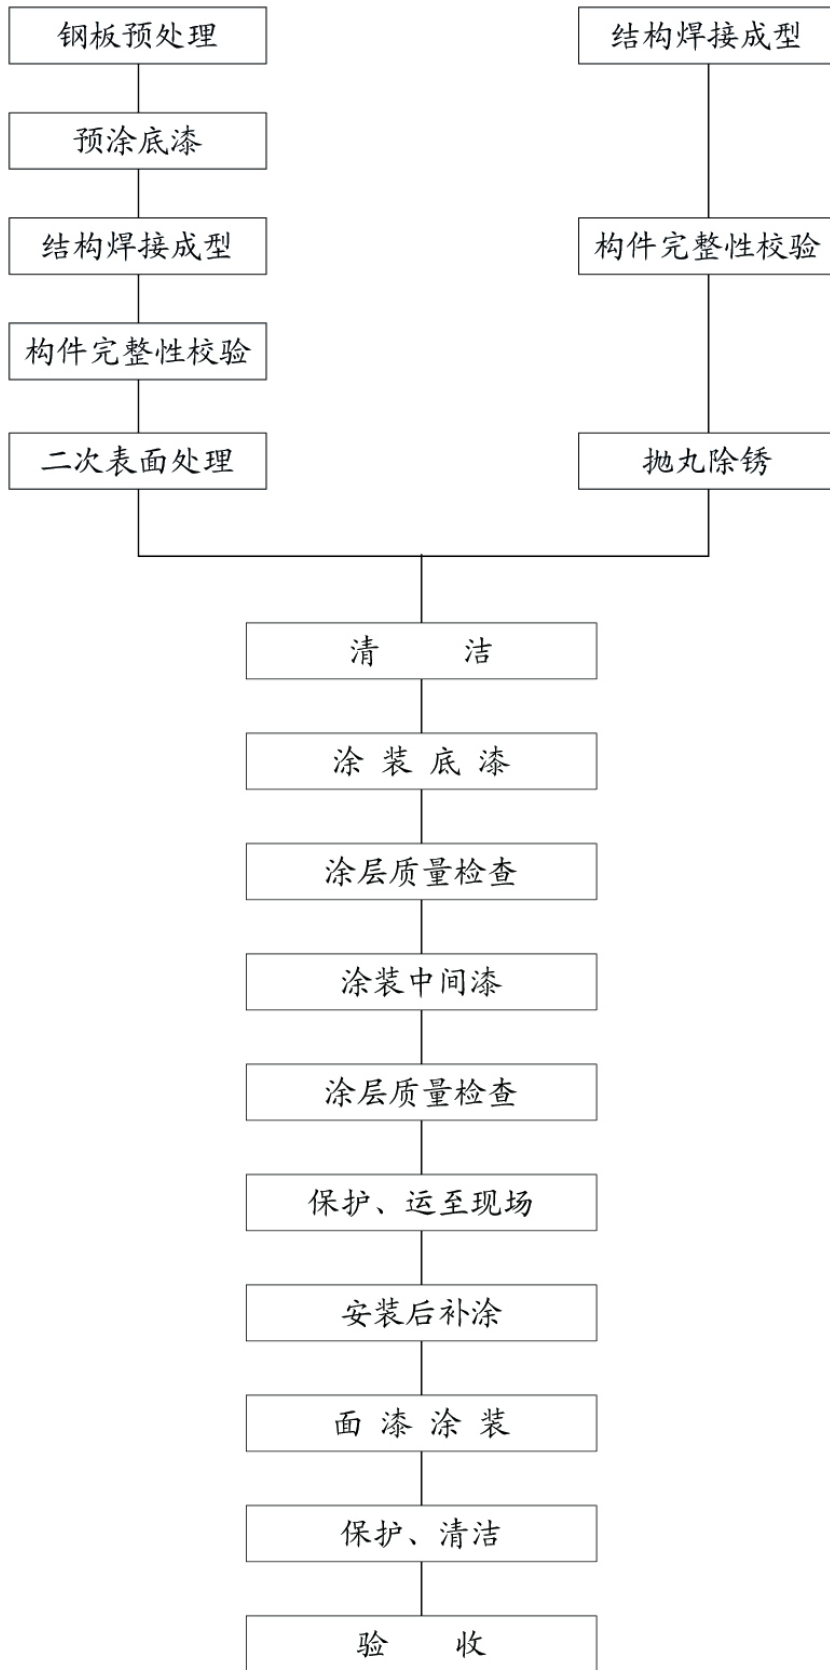 钢板预处理
结构焊接成型
预涂底漆
结构焊接成型
构件完整性校验
构件完整性校验
二次表面处理
抛丸除锈
清 洁
涂装底漆
涂层质量检查
涂装中间漆
涂层质量检查
保护、运至现场
安装后补涂
面漆涂装
保护、清洁
验 收